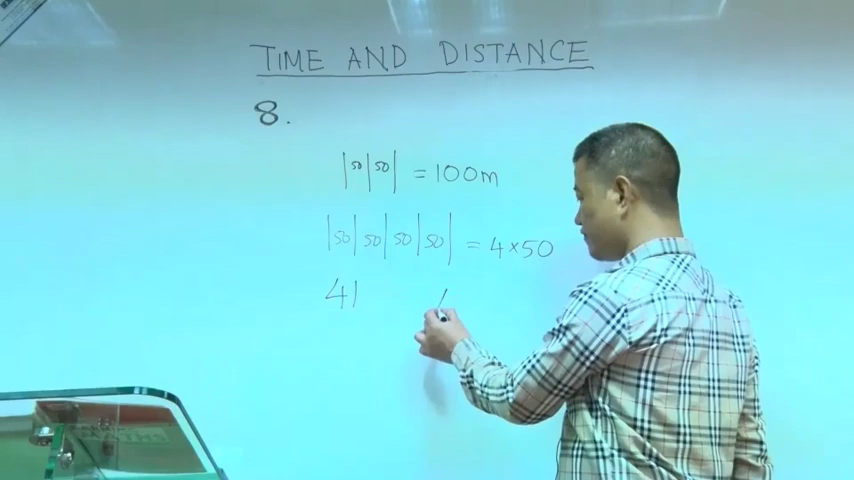 TIME AND DISTANCE
8.
|50|50| = 100m
|50|50|50|50| = 4×50
41